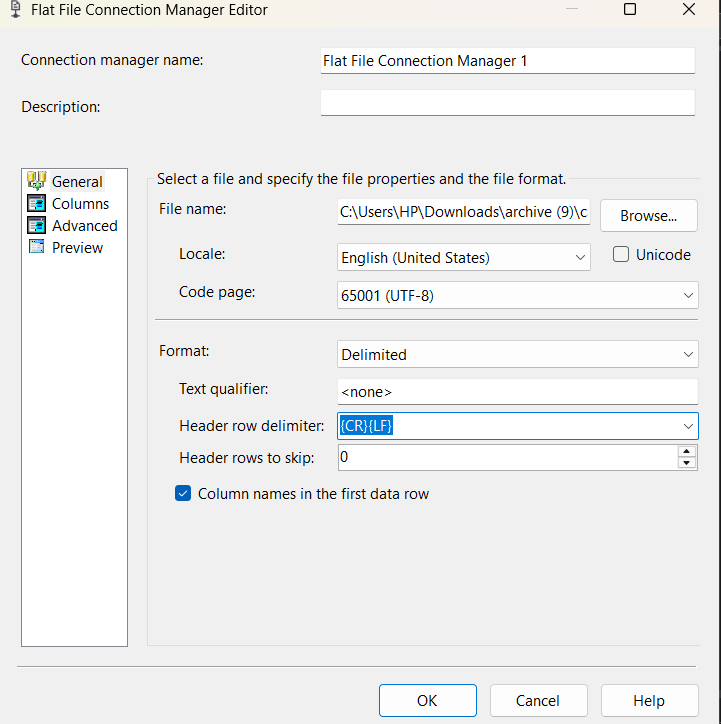 Flat File Connection Manager Editor
Connection manager name: Flat File Connection Manager 1
Description:
General
Columns
Advanced
Preview
Select a file and specify the file properties and the file format.
File name: C:\Users\HP\Downloads\archive (9)\c Browse...
Locale: English (United States) Unicode
Code page: 65001 (UTF-8)
Format: Delimited
Text qualifier: <none>
Header row delimiter: {CR}{LF}
Header rows to skip: 0
Column names in the first data row
OK Cancel Help